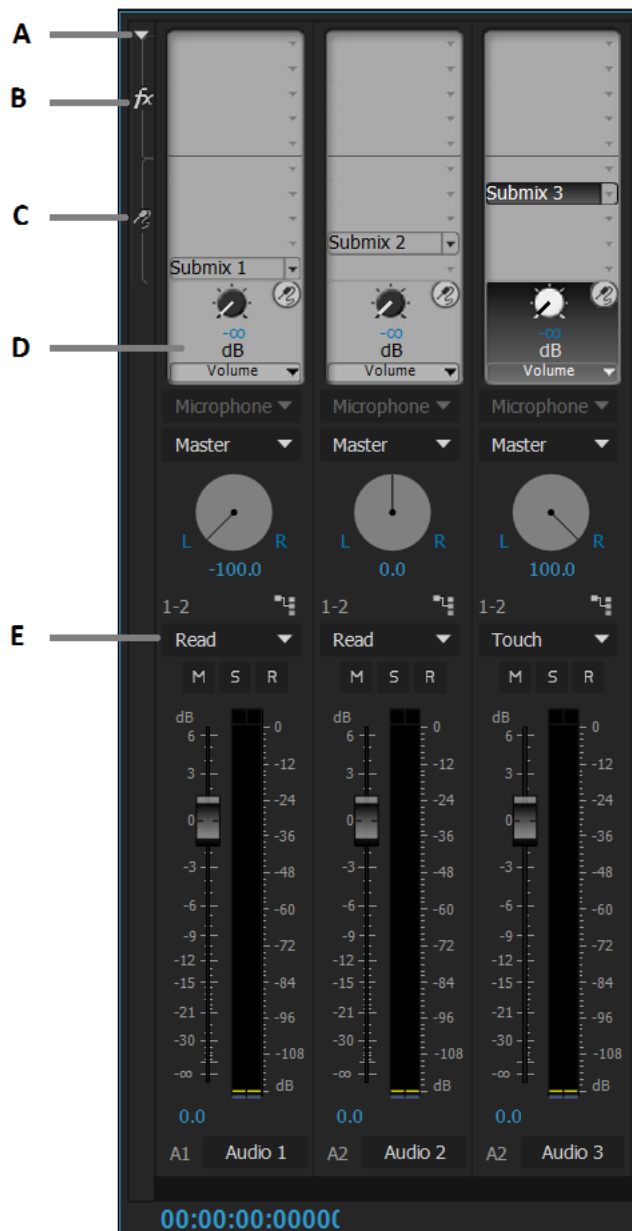 A
B fx
C
Submix 3
Submix 2
Submix 1
-∞ -∞ -∞
D dB dB dB
Volume Volume Volume
Microphone Microphone Microphone
Master Master Master
L R L R L R
-100.0 0.0 100.0
1-2 1-2 1-2
E Read Read Touch
M S R M S R M S R
dB dB dB
6 0 6 0 6 0
3 -12 3 -12 3 -12
0 -24 0 -24 0 -24
-36 -36 -36
-3 -48 -3 -48 -3 -48
-6 -60 -6 -60 -6 -60
-9 -72 -9 -72 -9 -72
-12 -12 -12
-15 -84 -15 -84 -15 -84
-21 -96 -21 -96 -21 -96
-30 -108 -30 -108 -30 -108
-∞ dB -∞ dB -∞ dB
0.0 0.0 0.0
A1 Audio 1 A2 Audio 2 A2 Audio 3
00:00:00:0000